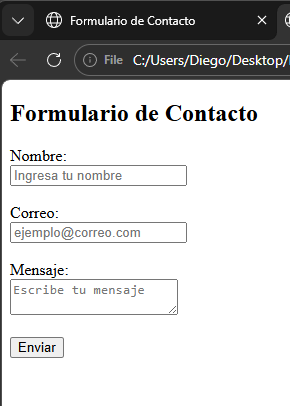 Formulario de Contacto
File C:/Users/Diego/Desktop/
Formulario de Contacto
Nombre:
Ingresa tu nombre
Correo:
ejemplo@correo.com
Mensaje:
Escribe tu mensaje
Enviar